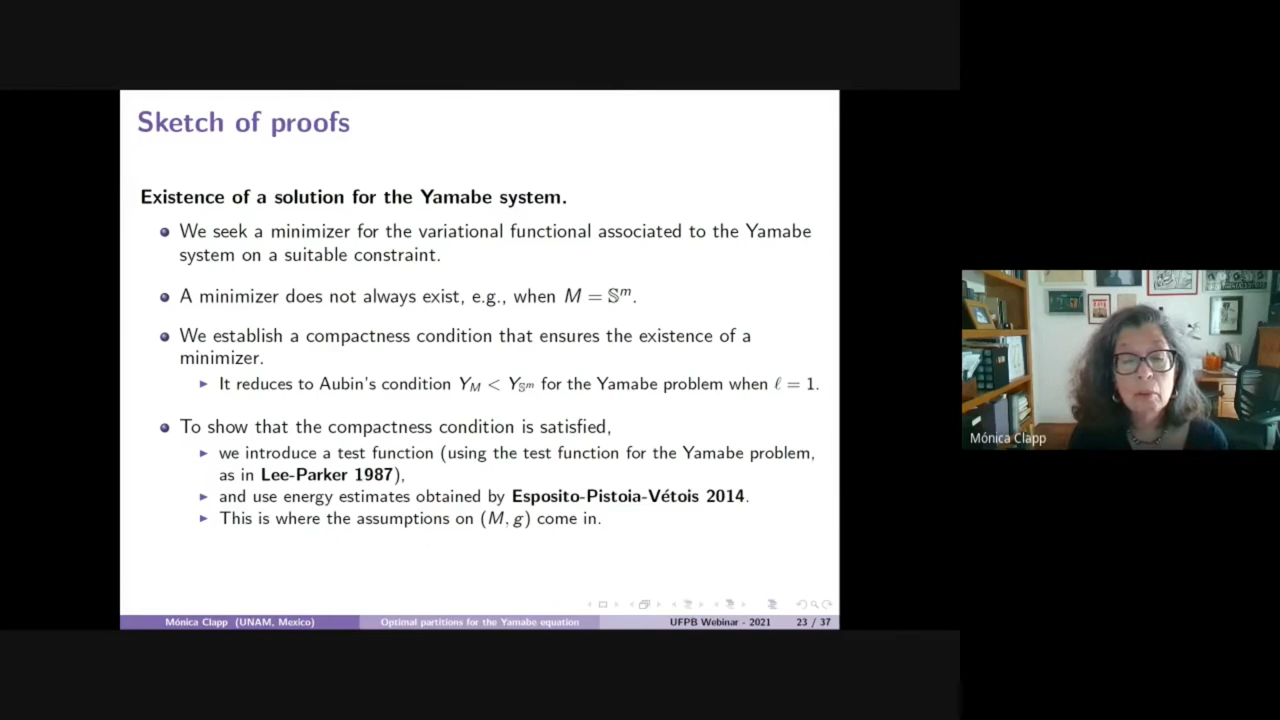 Sketch of proofs
Existence of a solution for the Yamabe system.
We seek a minimizer for the variational functional associated to the Yamabe
system on a suitable constraint.
A minimizer does not always exist, e.g., when M = 𝕊ᵐ.
We establish a compactness condition that ensures the existence of a
minimizer.
It reduces to Aubin's condition Y_M < Y_𝕊ᵐ for the Yamabe problem when ℓ = 1.
To show that the compactness condition is satisfied,
we introduce a test function (using the test function for the Yamabe problem,
as in Lee-Parker 1987),
and use energy estimates obtained by Esposito-Pistoia-Vétois 2014.
This is where the assumptions on (M, g) come in.
Mónica Clapp (UNAM, Mexico) Optimal partitions for the Yamabe equation UFPB Webinar - 2021 23 / 37
Mónica Clapp